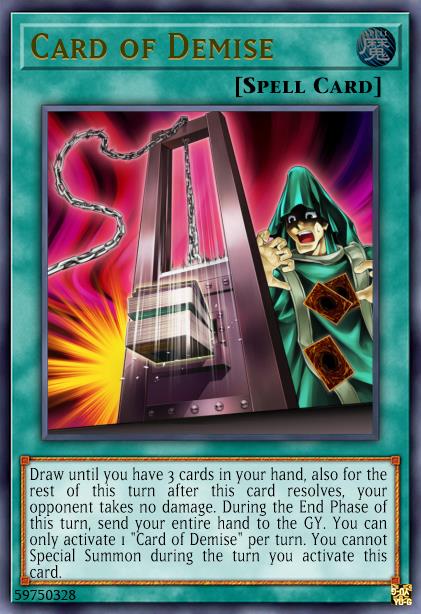 Card of Demise
[Spell Card]
Draw until you have 3 cards in your hand, also for the
rest of this turn after this card resolves, your
opponent takes no damage. During the End Phase of
this turn, send your entire hand to the GY. You can
only activate 1 "Card of Demise" per turn. You cannot
Special Summon during the turn you activate this
card.
59750328